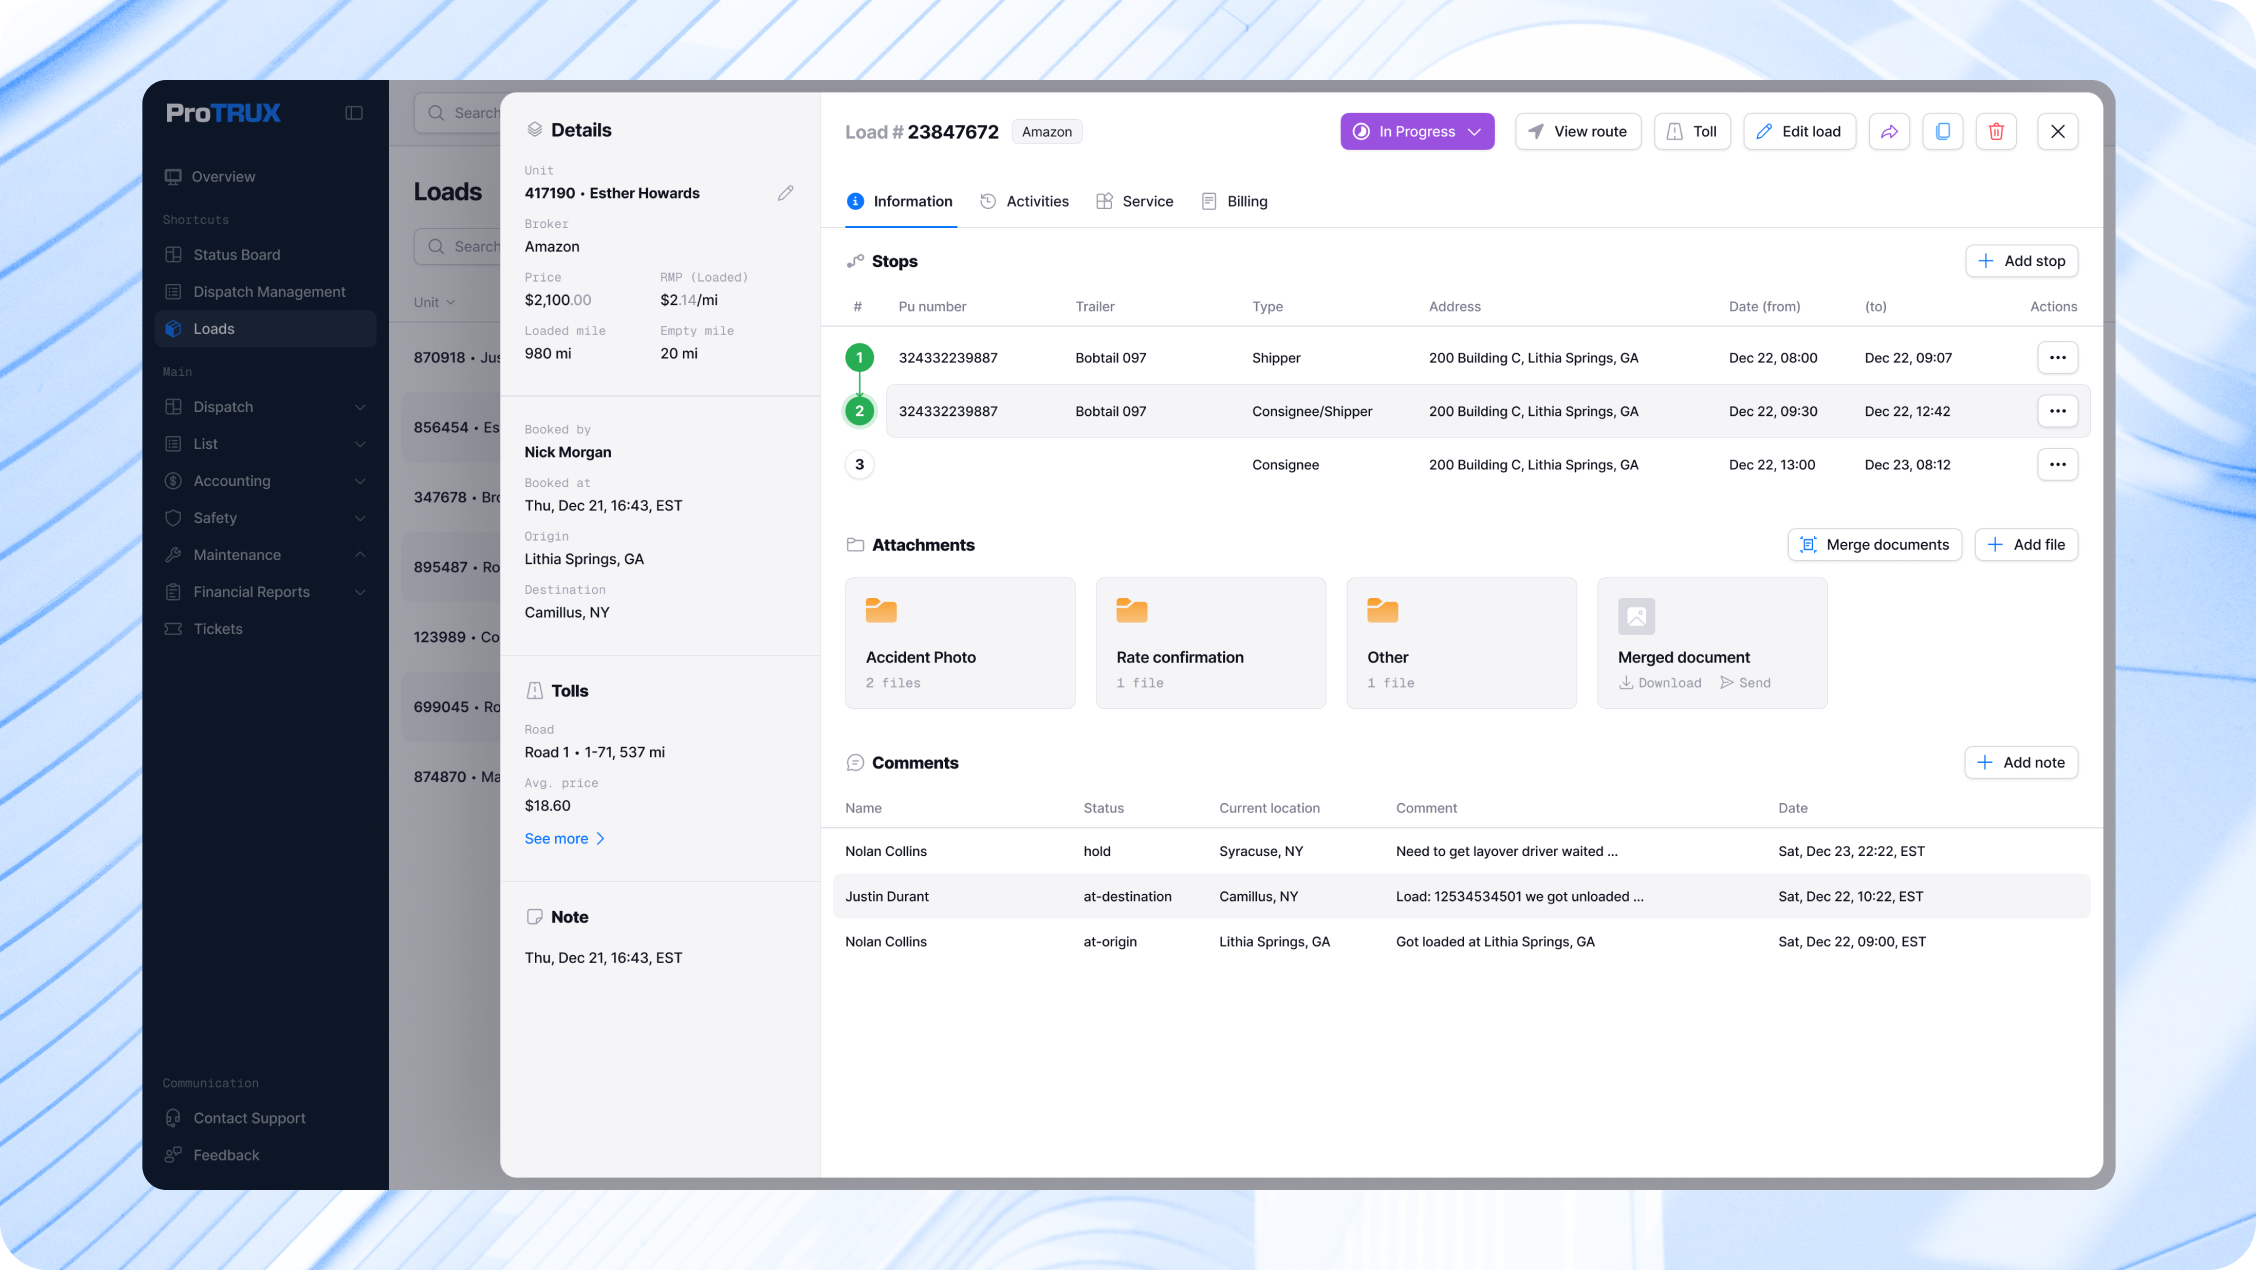 ProTRUX
Overview
Shortcuts
Status Board
Dispatch Management
Loads
Main
Dispatch
List
Accounting
Safety
Maintenance
Financial Reports
Tickets
Communication
Contact Support
Feedback
Search
Loads
Search
Unit
870918 • Jus
856454 • Es
347678 • Bro
895487 • Ro
123989 • Co
699045 • Ro
874870 • Ma
Details
Unit
417190 • Esther Howards
Broker
Amazon
Price RMP (Loaded)
$2,100.00 $2.14/mi
Loaded mile Empty mile
980 mi 20 mi
Booked by
Nick Morgan
Booked at
Thu, Dec 21, 16:43, EST
Origin
Lithia Springs, GA
Destination
Camillus, NY
Tolls
Road
Road 1 • 1-71, 537 mi
Avg. price
$18.60
See more
Note
Thu, Dec 21, 16:43, EST
Load # 23847672 Amazon In Progress View route Toll Edit load
Information Activities Service Billing
Stops Add stop
# Pu number Trailer Type Address Date (from) (to) Actions
1 324332239887 Bobtail 097 Shipper 200 Building C, Lithia Springs, GA Dec 22, 08:00 Dec 22, 09:07
2 324332239887 Bobtail 097 Consignee/Shipper 200 Building C, Lithia Springs, GA Dec 22, 09:30 Dec 22, 12:42
3 Consignee 200 Building C, Lithia Springs, GA Dec 22, 13:00 Dec 23, 08:12
Attachments Merge documents Add file
Accident Photo Rate confirmation Other Merged document
2 files 1 file 1 file Download Send
Comments Add note
Name Status Current location Comment Date
Nolan Collins hold Syracuse, NY Need to get layover driver waited ... Sat, Dec 23, 22:22, EST
Justin Durant at-destination Camillus, NY Load: 12534534501 we got unloaded ... Sat, Dec 22, 10:22, EST
Nolan Collins at-origin Lithia Springs, GA Got loaded at Lithia Springs, GA Sat, Dec 22, 09:00, EST